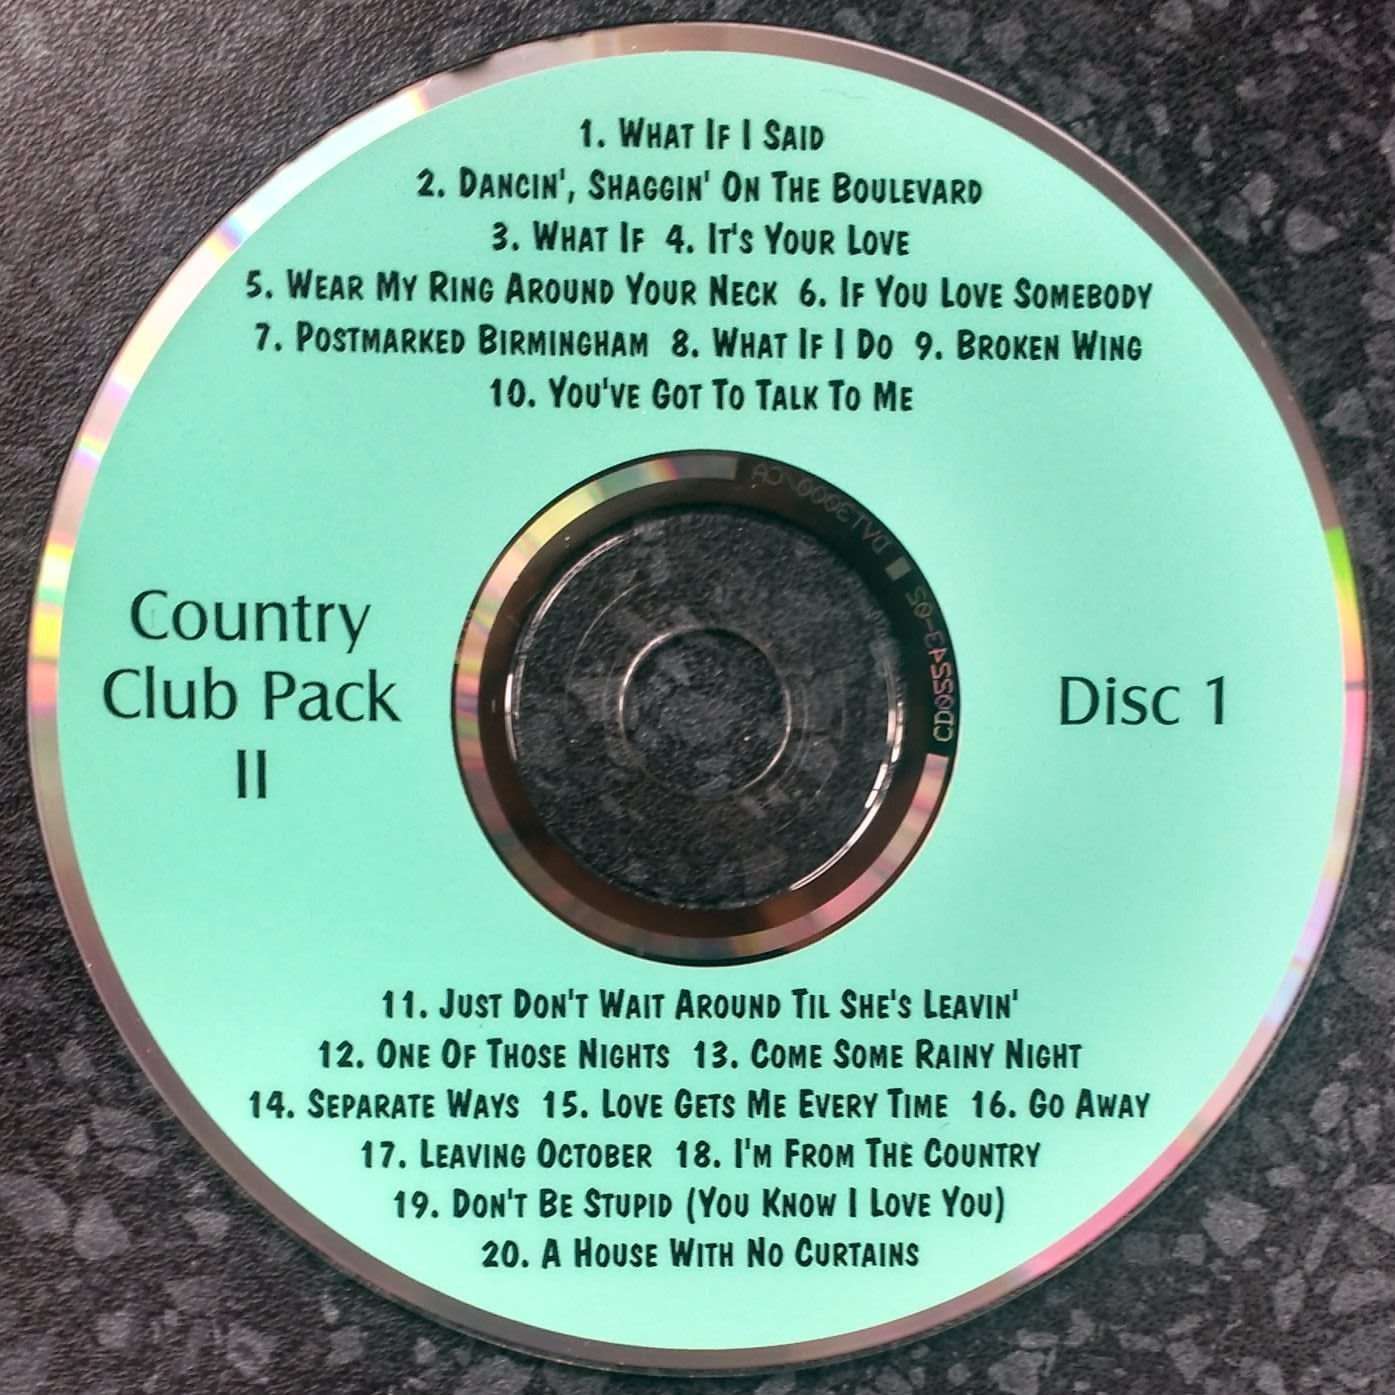 1. What If I Said
2. Dancin', Shaggin' On The Boulevard
3. What If 4. It's Your Love
5. Wear My Ring Around Your Neck 6. If You Love Somebody
7. Postmarked Birmingham 8. What If I Do 9. Broken Wing
10. You've Got To Talk To Me
Country
Club Pack
II
Disc 1
11. Just Don't Wait Around Til She's Leavin'
12. One Of Those Nights 13. Come Some Rainy Night
14. Separate Ways 15. Love Gets Me Every Time 16. Go Away
17. Leaving October 18. I'm From The Country
19. Don't Be Stupid (You Know I Love You)
20. A House With No Curtains